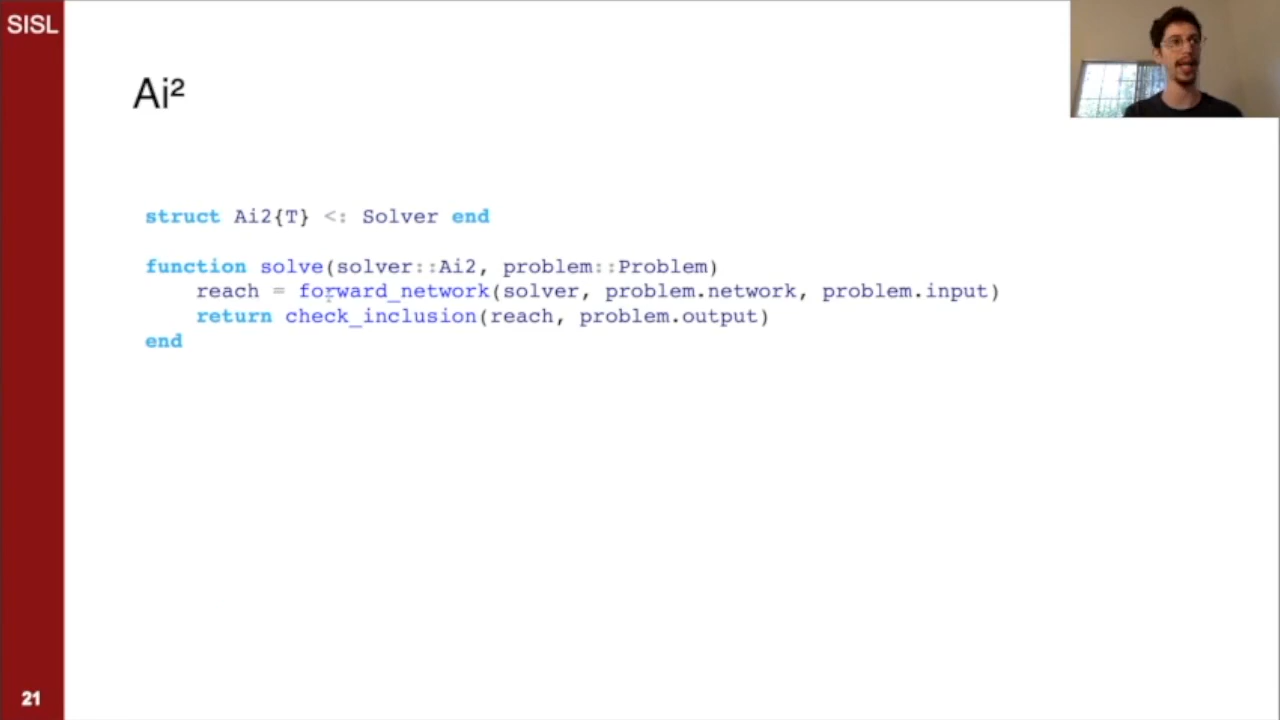 SISL
Ai²
struct Ai2{T} <: Solver end
function solve(solver::Ai2, problem::Problem)
reach = forward_network(solver, problem.network, problem.input)
return check_inclusion(reach, problem.output)
end
21